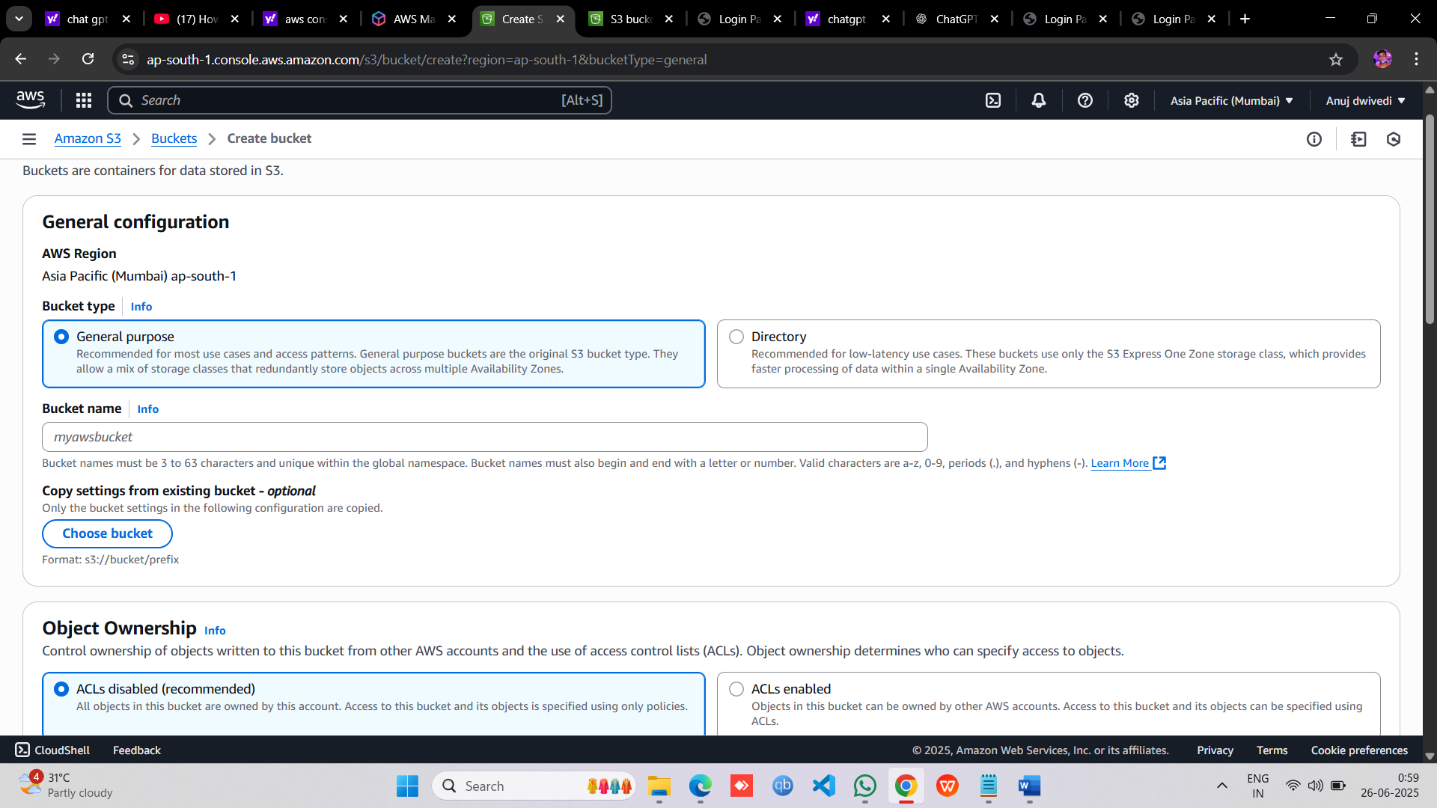 chat gpt
(17) Hov
aws con
AWS Ma
Create S
S3 bucke
Login Pa
chatgpt
ChatGPT
Login Pa
Login Pa
ap-south-1.console.aws.amazon.com/s3/bucket/create?region=ap-south-1&bucketType=general
aws
Search
[Alt+S]
Asia Pacific (Mumbai)
Anuj dwivedi
Amazon S3
Buckets
Create bucket
Buckets are containers for data stored in S3.
General configuration
AWS Region
Asia Pacific (Mumbai) ap-south-1
Bucket type Info
General purpose
Recommended for most use cases and access patterns. General purpose buckets are the original S3 bucket type. They
allow a mix of storage classes that redundantly store objects across multiple Availability Zones.
Directory
Recommended for low-latency use cases. These buckets use only the S3 Express One Zone storage class, which provides
faster processing of data within a single Availability Zone.
Bucket name Info
myawsbucket
Bucket names must be 3 to 63 characters and unique within the global namespace. Bucket names must also begin and end with a letter or number. Valid characters are a-z, 0-9, periods (.), and hyphens (-). Learn More
Copy settings from existing bucket - optional
Only the bucket settings in the following configuration are copied.
Choose bucket
Format: s3://bucket/prefix
Object Ownership Info
Control ownership of objects written to this bucket from other AWS accounts and the use of access control lists (ACLs). Object ownership determines who can specify access to objects.
ACLs disabled (recommended)
All objects in this bucket are owned by this account. Access to this bucket and its objects is specified using only policies.
ACLs enabled
Objects in this bucket can be owned by other AWS accounts. Access to this bucket and its objects can be specified using
ACLs.
CloudShell
Feedback
© 2025, Amazon Web Services, Inc. or its affiliates.
Privacy
Terms
Cookie preferences
4
31°C
Partly cloudy
Search
qb
W
W
ENG
IN
0:59
26-06-2025